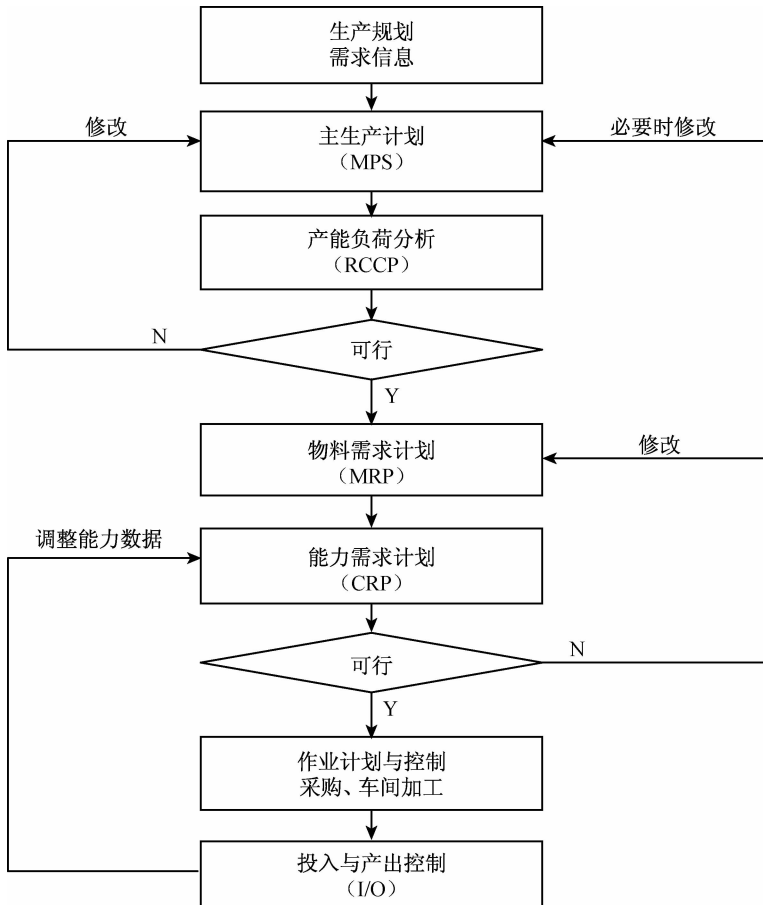 生产规划
需求信息
修改
主生产计划
（MPS）
必要时修改
产能负荷分析
（RCCP）
N
可行
Y
物料需求计划
（MRP）
修改
调整能力数据
能力需求计划
（CRP）
可行
N
Y
作业计划与控制
采购、车间加工
投入与产出控制
（I/O）